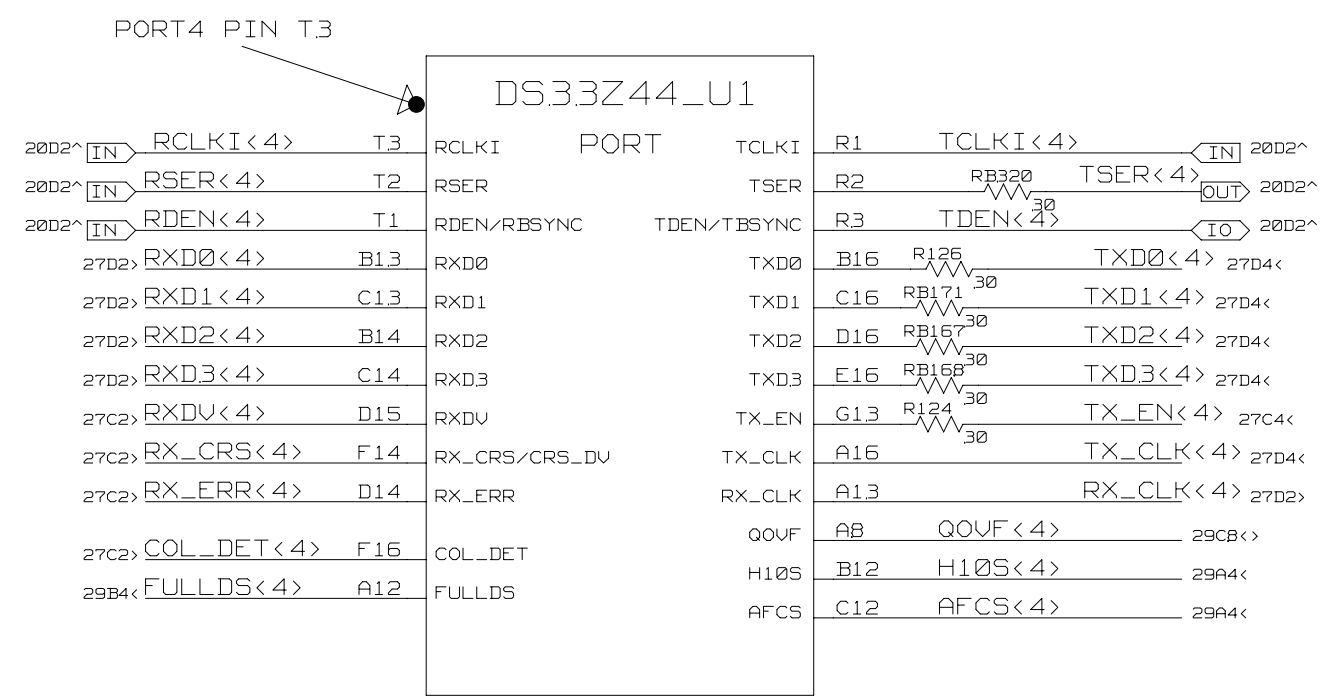 PORT4 PIN T3
DS33Z44_U1
PORT
20D2^ IN RCLKI<4> T3 RCLKI TCLKI R1 TCLKI<4> IN 20D2^
20D2^ IN RSER<4> T2 RSER TSER R2 RB320 30 TSER<4> OUT 20D2^
20D2^ IN RDEN<4> T1 RDEN/RBSYNC TDEN/TBSYNC R3 TDEN<4> IO 20D2^
27D2> RXD0<4> B13 RXD0 TXD0 B16 R126 30 TXD0<4> 27D4<
27D2> RXD1<4> C13 RXD1 TXD1 C16 RB171 30 TXD1<4> 27D4<
27D2> RXD2<4> B14 RXD2 TXD2 D16 RB167 30 TXD2<4> 27D4<
27D2> RXD3<4> C14 RXD3 TXD3 E16 RB168 30 TXD3<4> 27D4<
27C2> RXDV<4> D15 RXDV TX_EN G13 R124 30 TX_EN<4> 27C4<
27C2> RX_CRS<4> F14 RX_CRS/CRS_DV TX_CLK A16 TX_CLK<4> 27D4<
27C2> RX_ERR<4> D14 RX_ERR RX_CLK A13 RX_CLK<4> 27D2>
QOVF A8 QOVF<4> 29C8<>
27C2> COL_DET<4> F16 COL_DET
H10S B12 H10S<4> 29A4<
29B4< FULLDS<4> A12 FULLDS
AFCS C12 AFCS<4> 29A4<